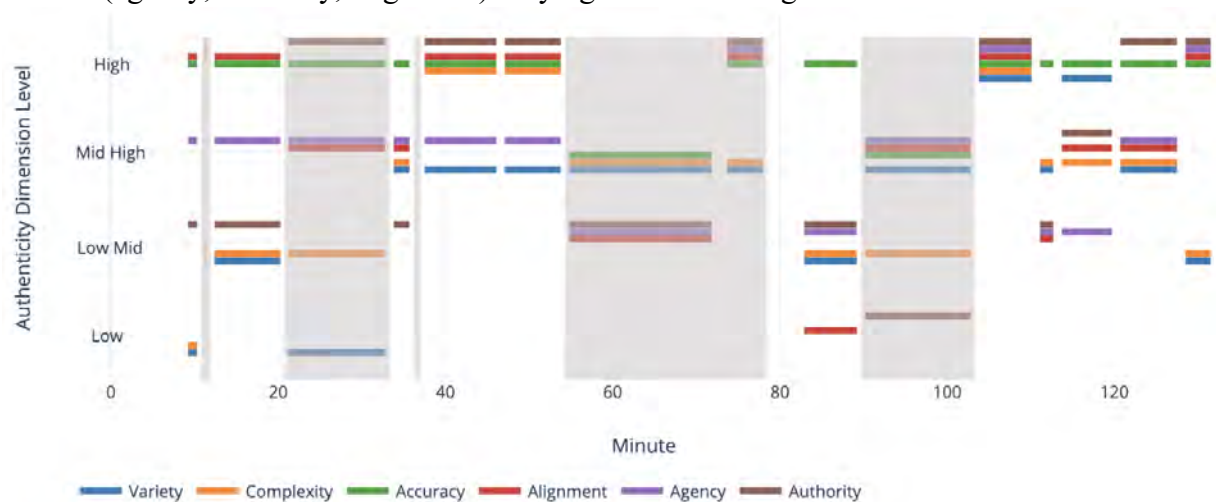 High
Mid High
Low Mid
Low
Authenticity Dimension Level
0 20 40 60 80 100 120
Minute
Variety Complexity Accuracy Alignment Agency Authority